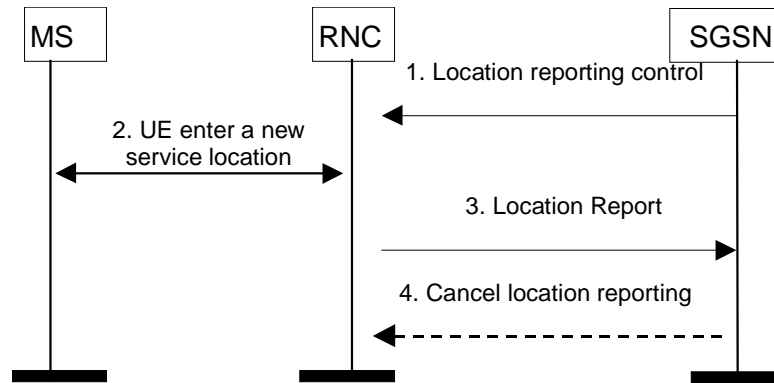 MS
RNC
SGSN
1. Location reporting control
2. UE enter a new
service location
3. Location Report
4. Cancel location reporting